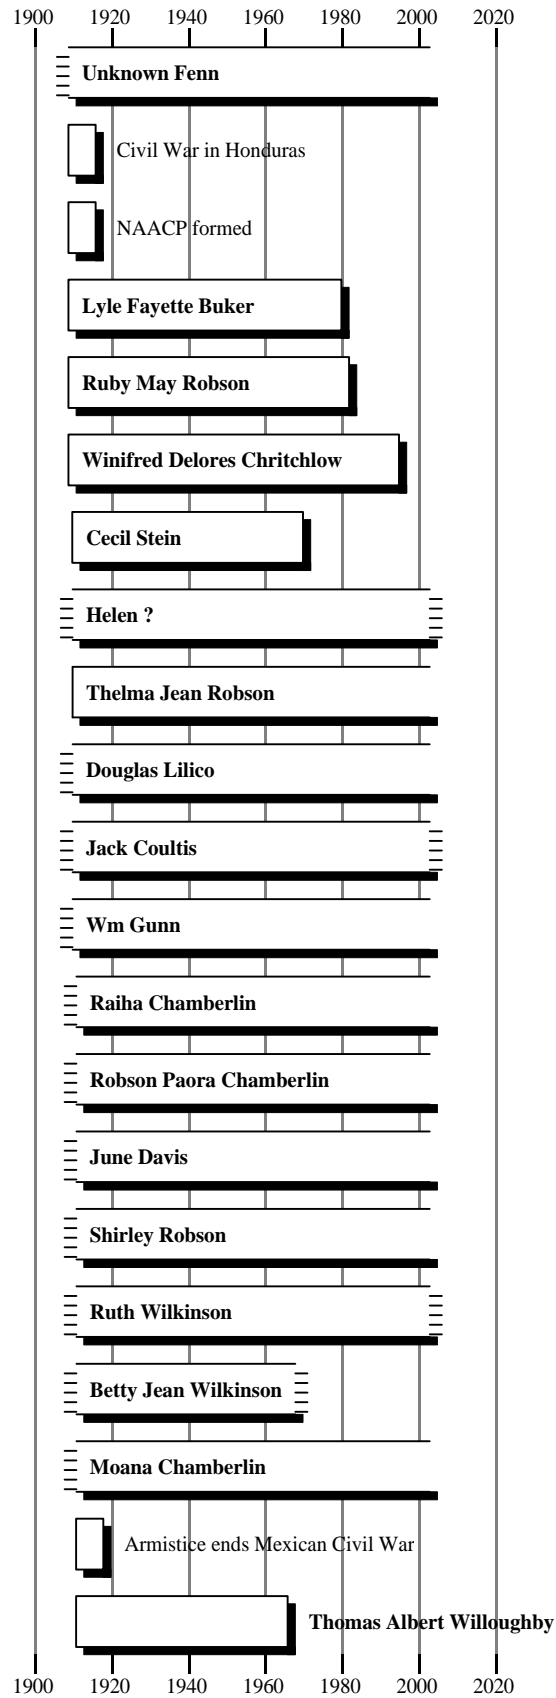 1900 1920 1940 1960 1980 2000 2020
Unknown Fenn
Civil War in Honduras
NAACP formed
Lyle Fayette Buker
Ruby May Robson
Winifred Delores Chritchlow
Cecil Stein
Helen ?
Thelma Jean Robson
Douglas Lilico
Jack Coultis
Wm Gunn
Raiha Chamberlin
Robson Paora Chamberlin
June Davis
Shirley Robson
Ruth Wilkinson
Betty Jean Wilkinson
Moana Chamberlin
Armistice ends Mexican Civil War
Thomas Albert Willoughby
1900 1920 1940 1960 1980 2000 2020